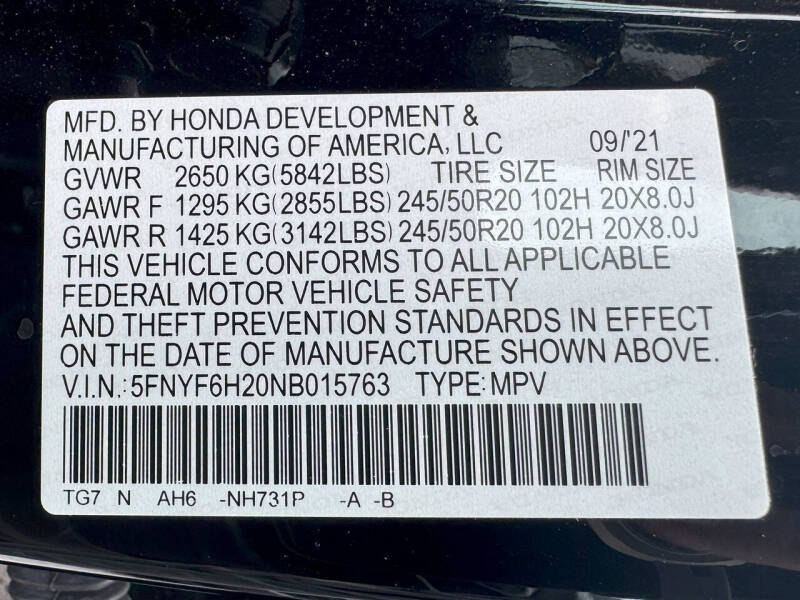 MFD. BY HONDA DEVELOPMENT &
MANUFACTURING OF AMERICA, LLC 09/'21
GVWR 2650 KG(5842LBS) TIRE SIZE RIM SIZE
GAWR F 1295 KG(2855LBS) 245/50R20 102H 20X8.0J
GAWR R 1425 KG(3142LBS) 245/50R20 102H 20X8.0J
THIS VEHICLE CONFORMS TO ALL APPLICABLE
FEDERAL MOTOR VEHICLE SAFETY
AND THEFT PREVENTION STANDARDS IN EFFECT
ON THE DATE OF MANUFACTURE SHOWN ABOVE.
V.I.N.: 5FNYF6H20NB015763 TYPE: MPV
TG7 N AH6 -NH731P -A -B